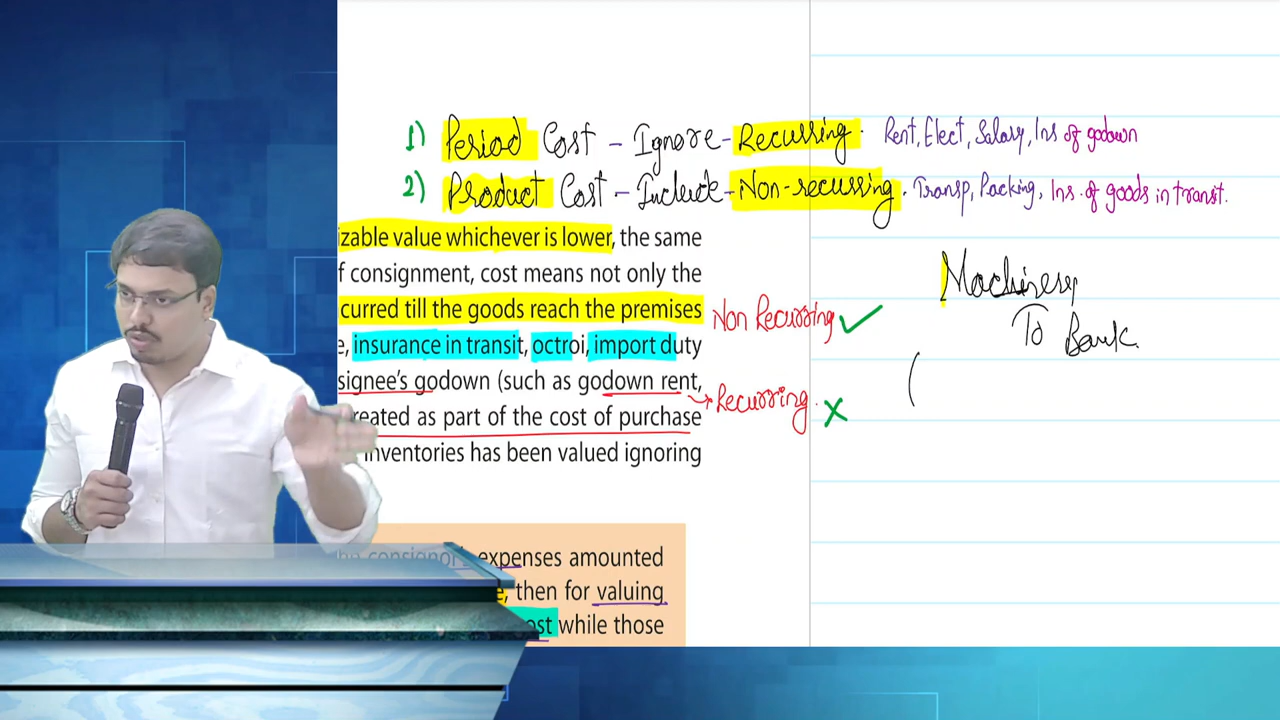 1) Period Cost - Ignore - Recurring. Rent, Elect, Salary, Ins of godown
2) Product Cost - Include - Non-recurring. Transp, Packing, Ins. of goods in transit.
izable value whichever is lower, the same
f consignment, cost means not only the
curred till the goods reach the premises
e, insurance in transit, octroi, import duty
signee's godown (such as godown rent,
reated as part of the cost of purchase
inventories has been valued ignoring
Non Recurring ✓
Recurring. ✗
Machinery
To Bank.
(
the consignor's expenses amounted
e, then for valuing
ost while those